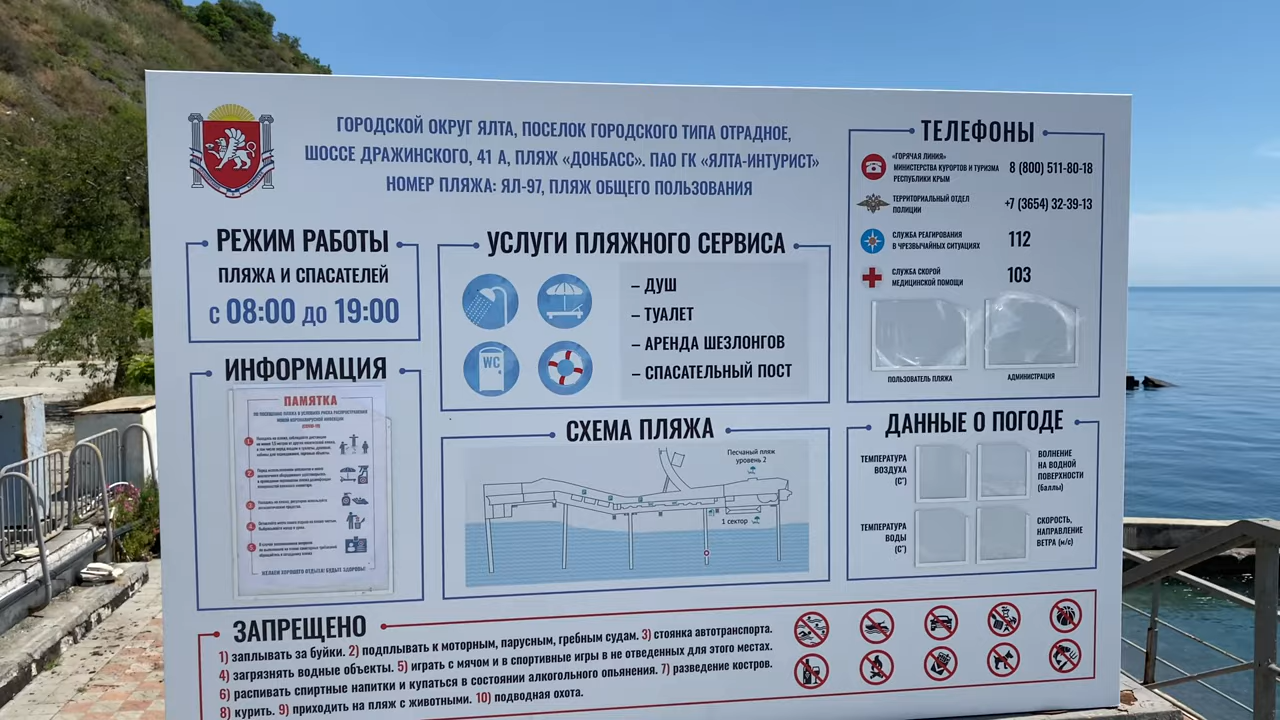 ГОРОДСКОЙ ОКРУГ ЯЛТА, ПОСЕЛОК ГОРОДСКОГО ТИПА ОТРАДНОЕ,
ШОССЕ ДРАЖИНСКОГО, 41 А, ПЛЯЖ «ДОНБАСС». ПАО ГК «ЯЛТА-ИНТУРИСТ»
НОМЕР ПЛЯЖА: ЯЛ-97, ПЛЯЖ ОБЩЕГО ПОЛЬЗОВАНИЯ
РЕЖИМ РАБОТЫ
ПЛЯЖА И СПАСАТЕЛЕЙ
с 08:00 до 19:00
ИНФОРМАЦИЯ
ПАМЯТКА
ЖЕЛАЕМ ХОРОШЕГО ОТДЫХА! БУДЬТЕ ЗДОРОВЫ!
УСЛУГИ ПЛЯЖНОГО СЕРВИСА
WC
– ДУШ
– ТУАЛЕТ
– АРЕНДА ШЕЗЛОНГОВ
– СПАСАТЕЛЬНЫЙ ПОСТ
СХЕМА ПЛЯЖА
Песчаный пляж
уровень 2
1 сектор
ТЕЛЕФОНЫ
«ГОРЯЧАЯ ЛИНИЯ»
МИНИСТЕРСТВА КУРОРТОВ И ТУРИЗМА
РЕСПУБЛИКИ КРЫМ
8 (800) 511-80-18
ТЕРРИТОРИАЛЬНЫЙ ОТДЕЛ
ПОЛИЦИИ
+7 (3654) 32-39-13
СЛУЖБА РЕАГИРОВАНИЯ
В ЧРЕЗВЫЧАЙНЫХ СИТУАЦИЯХ
112
СЛУЖБА СКОРОЙ
МЕДИЦИНСКОЙ ПОМОЩИ
103
ПОЛЬЗОВАТЕЛЬ ПЛЯЖА
АДМИНИСТРАЦИЯ
ДАННЫЕ О ПОГОДЕ
ТЕМПЕРАТУРА
ВОЗДУХА
(С°)
ВОЛНЕНИЕ
НА ВОДНОЙ
ПОВЕРХНОСТИ
(баллы)
ТЕМПЕРАТУРА
ВОДЫ
(С°)
СКОРОСТЬ,
НАПРАВЛЕНИЕ
ВЕТРА (м/с)
ЗАПРЕЩЕНО
1) заплывать за буйки. 2) подплывать к моторным, парусным, гребным судам. 3) стоянка автотранспорта.
4) загрязнять водные объекты. 5) играть с мячом и в спортивные игры в не отведенных для этого местах.
6) распивать спиртные напитки и купаться в состоянии алкогольного опьянения. 7) разведение костров.
8) курить. 9) приходить на пляж с животными. 10) подводная охота.